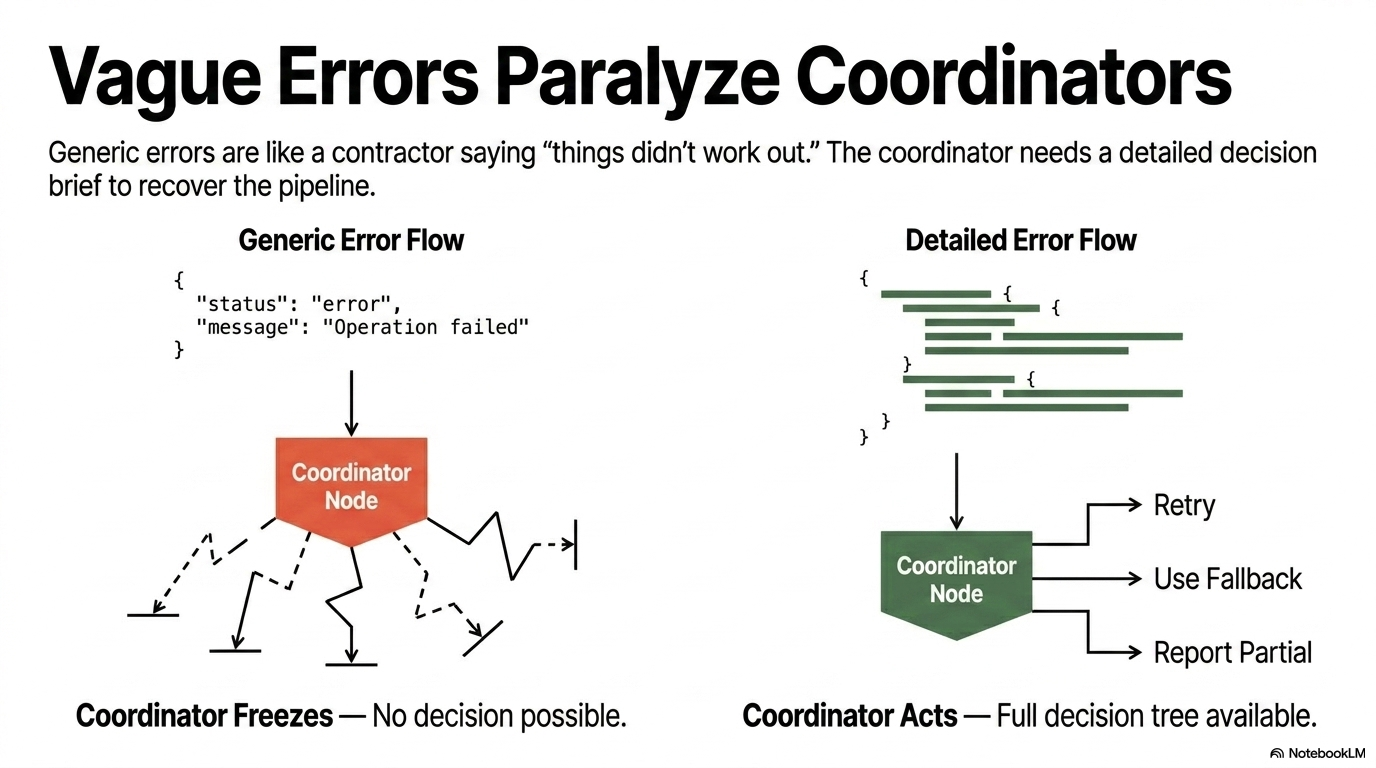 Vague Errors Paralyze Coordinators
Generic errors are like a contractor saying “things didn’t work out.” The coordinator needs a detailed decision
brief to recover the pipeline.
Generic Error Flow
{
"status": "error",
"message": "Operation failed"
}
Coordinator
Node
Coordinator Freezes — No decision possible.
Detailed Error Flow
{
{
{
}
{
}
}
Coordinator
Node
Retry
Use Fallback
Report Partial
Coordinator Acts — Full decision tree available.
NotebookLM